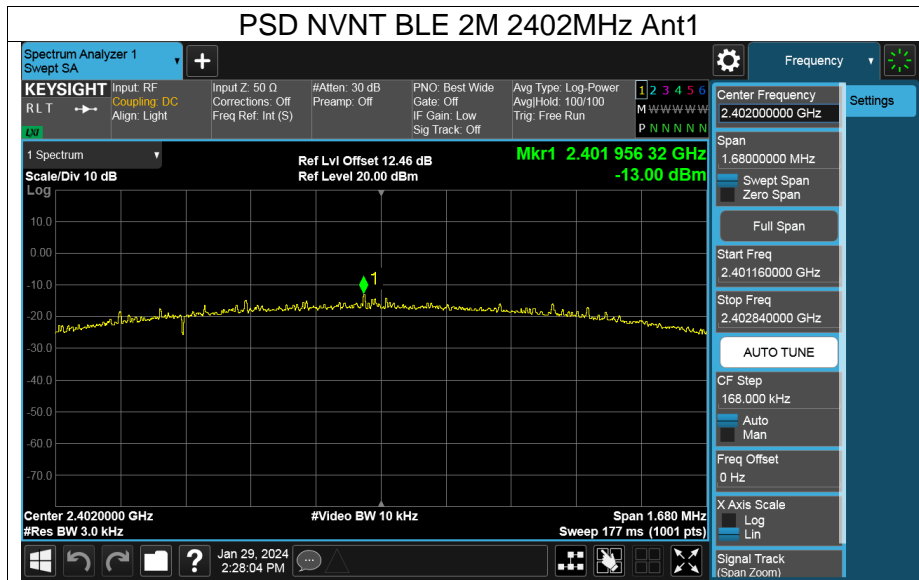 PSD NVNT BLE 2M 2402MHz Ant1
Spectrum Analyzer 1
Swept SA
Frequency
KEYSIGHT
R L T
LXI
Input: RF
Coupling: DC
Align: Light
Input Z: 50 Ω
Corrections: Off
Freq Ref: Int (S)
#Atten: 30 dB
Preamp: Off
PNO: Best Wide
Gate: Off
IF Gain: Low
Sig Track: Off
Avg Type: Log-Power
Avg|Hold: 100/100
Trig: Free Run
1 2 3 4 5 6
M W W W W W
P N N N N N
Center Frequency
2.402000000 GHz
Settings
Span
1.68000000 MHz
Swept Span
Zero Span
Full Span
Start Freq
2.401160000 GHz
Stop Freq
2.402840000 GHz
AUTO TUNE
CF Step
168.000 kHz
Auto
Man
Freq Offset
0 Hz
X Axis Scale
Log
Lin
Signal Track
(Span Zoom)
1 Spectrum
Scale/Div 10 dB
Log
Ref Lvl Offset 12.46 dB
Ref Level 20.00 dBm
Mkr1 2.401 956 32 GHz
-13.00 dBm
10.0
0.00
-10.0
-20.0
-30.0
-40.0
-50.0
-60.0
-70.0
1
Center 2.4020000 GHz
#Res BW 3.0 kHz
#Video BW 10 kHz
Span 1.680 MHz
Sweep 177 ms (1001 pts)
Jan 29, 2024
2:28:04 PM